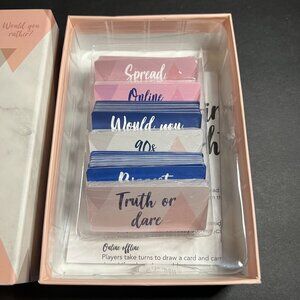 Would you
rather?
Spread
Online
Would you
90s
Truth or
dare
Online offline
Players take turns to draw a card and